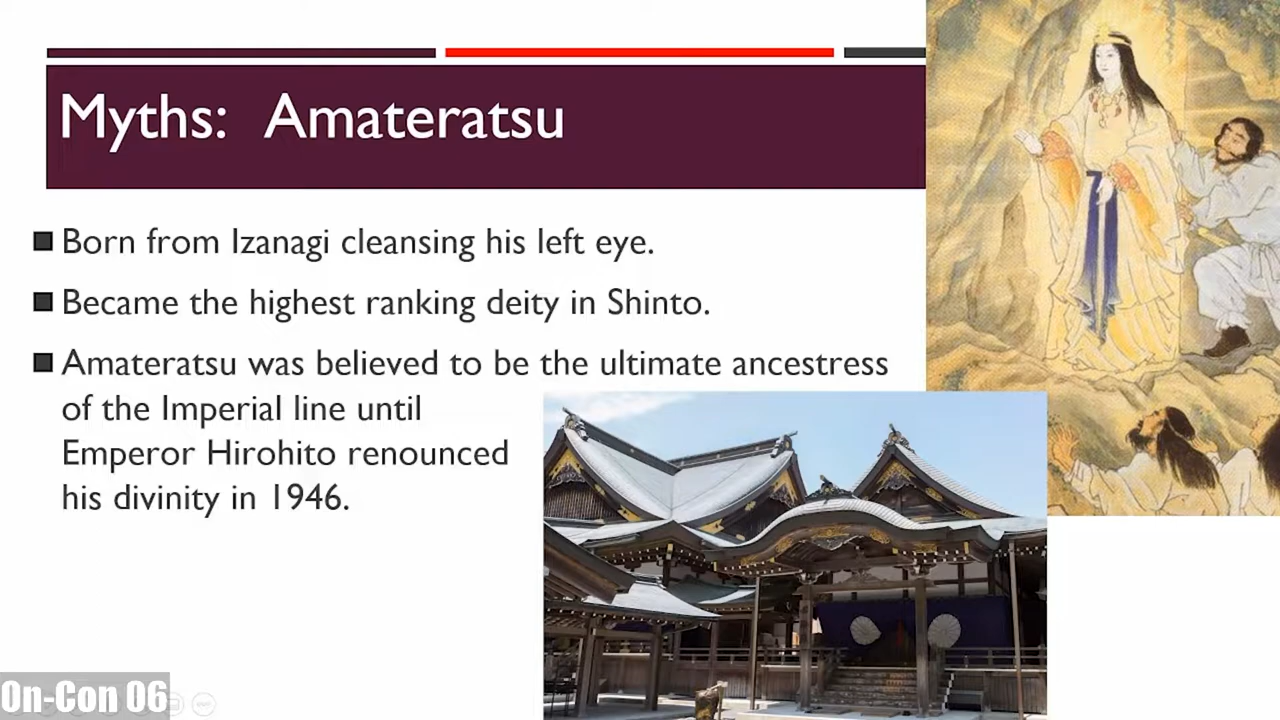 Myths: Amateratsu
Born from Izanagi cleansing his left eye.
Became the highest ranking deity in Shinto.
Amateratsu was believed to be the ultimate ancestress
of the Imperial line until
Emperor Hirohito renounced
his divinity in 1946.
On-Con 06